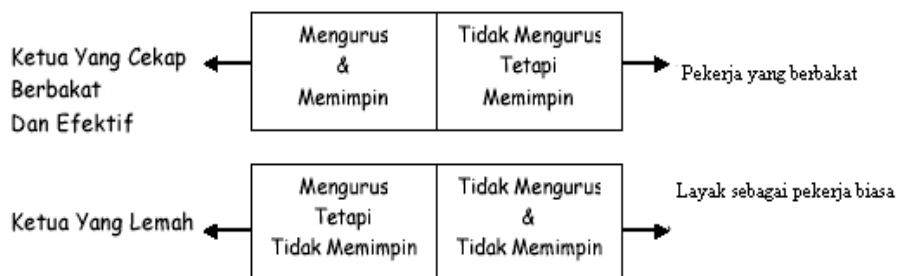 Ketua Yang Cekap
Berbakat
Dan Efektif
Mengurus
&
Memimpin
Tidak Mengurus
Tetapi
Memimpin
Pekerja yang berbakat
Ketua Yang Lemah
Mengurus
Tetapi
Tidak Memimpin
Tidak Mengurus
&
Tidak Memimpin
Layak sebagai pekerja biasa